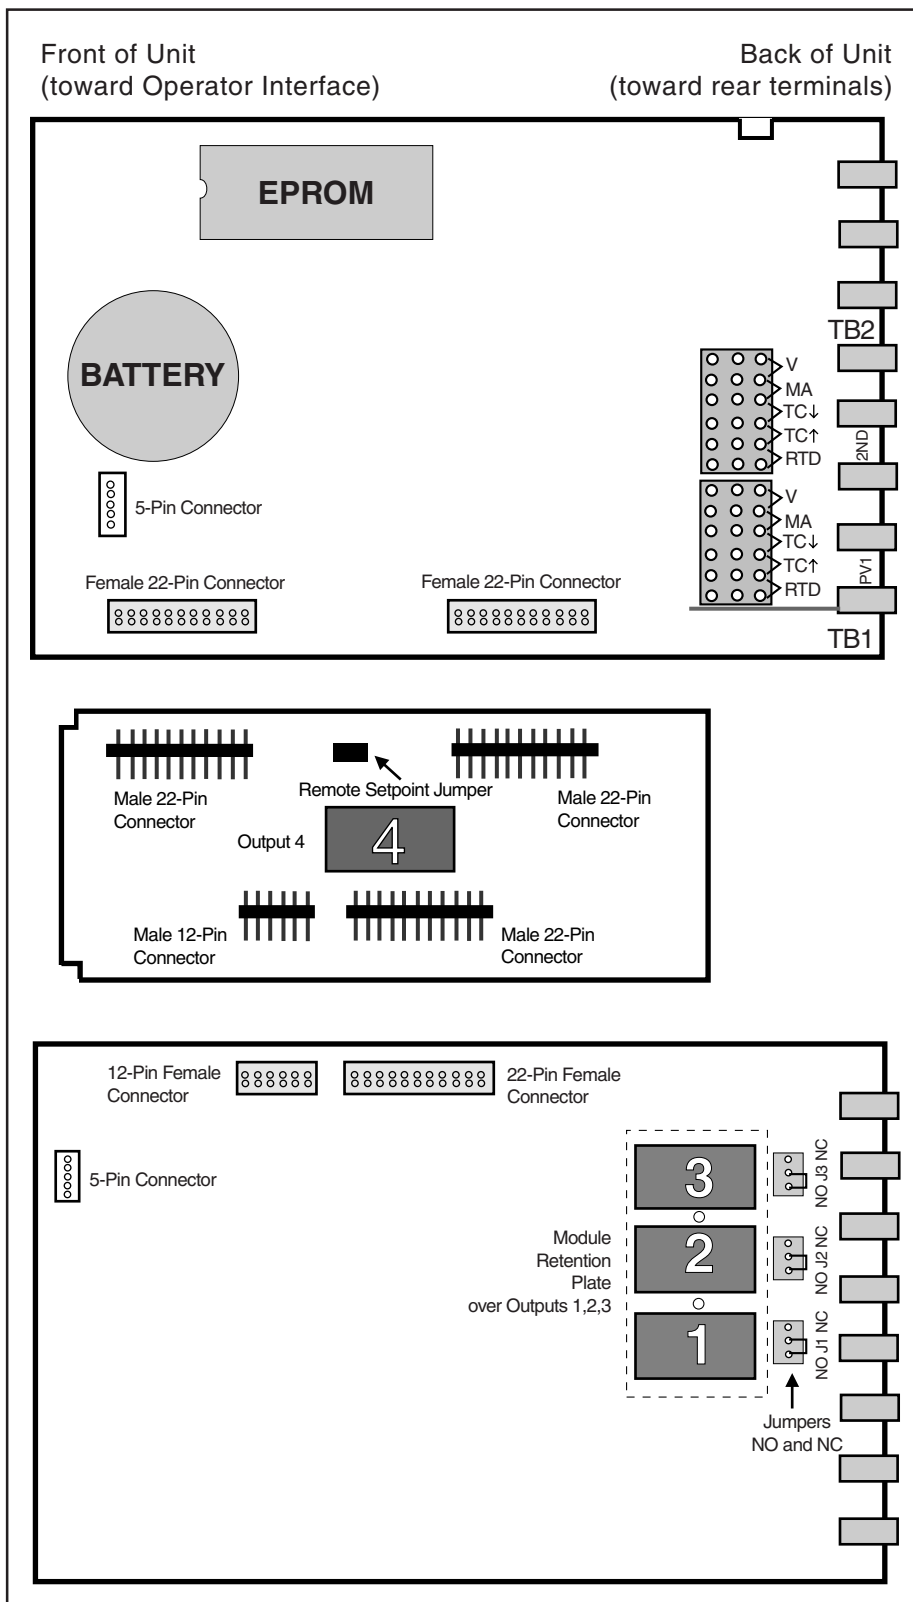 Front of Unit
(toward Operator Interface)
Back of Unit
(toward rear terminals)
EPROM
BATTERY
TB2
V
MA
TC↓
TC↑
RTD
2ND
5-Pin Connector
V
MA
TC↓
TC↑
RTD
PV1
Female 22-Pin Connector
Female 22-Pin Connector
TB1
Remote Setpoint Jumper
Male 22-Pin
Connector
Male 22-Pin
Connector
Output 4
4
Male 12-Pin
Connector
Male 22-Pin
Connector
12-Pin Female
Connector
22-Pin Female
Connector
5-Pin Connector
3
NO J3 NC
Module
Retention
Plate
over Outputs 1,2,3
2
NO J2 NC
1
NO J1 NC
Jumpers
NO and NC